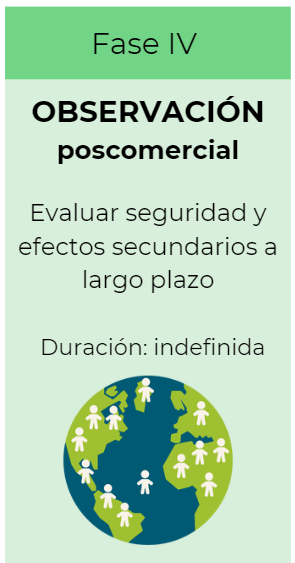 Fase IV
OBSERVACIÓN
poscomercial
Evaluar seguridad y
efectos secundarios a
largo plazo
Duración: indefinida